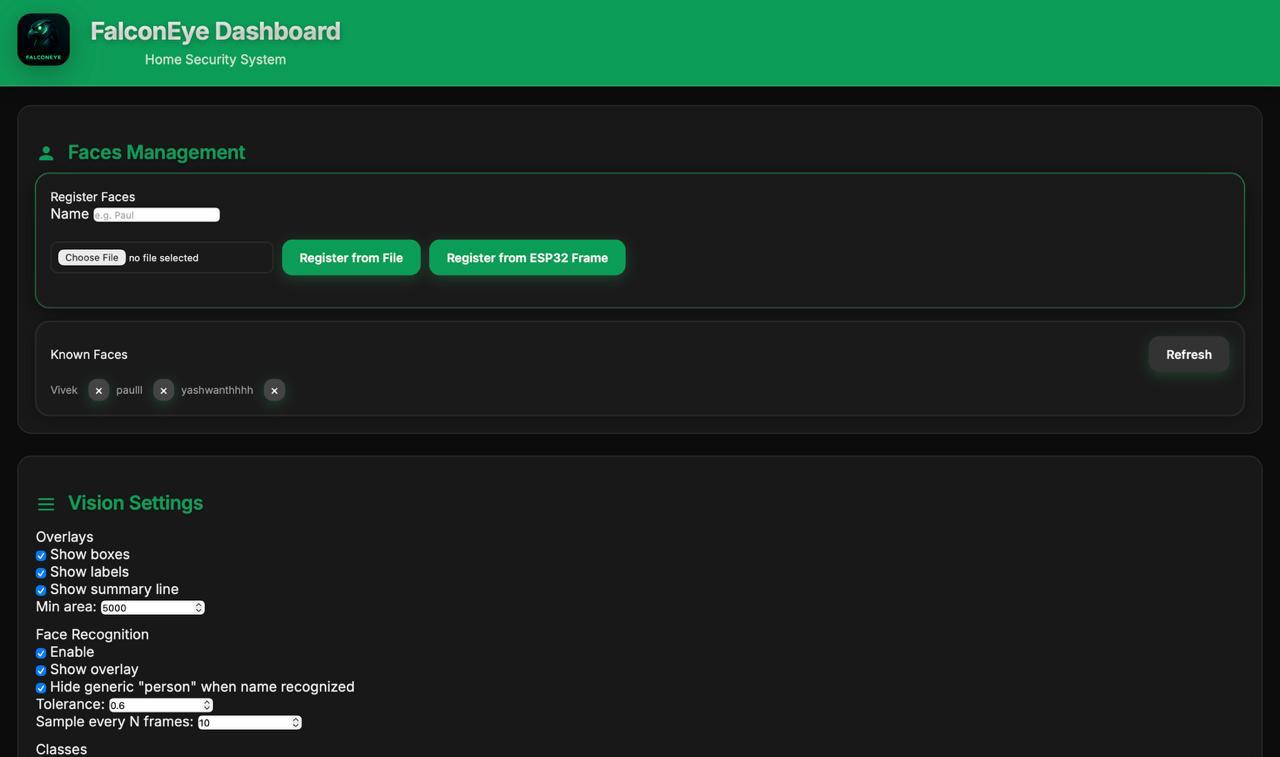 FALCONEYE
FalconEye Dashboard
Home Security System
Faces Management
Register Faces
Name e.g. Paul
Choose File no file selected
Register from File
Register from ESP32 Frame
Known Faces
Refresh
Vivek × paulll × yashwanthhhh ×
Vision Settings
Overlays
Show boxes
Show labels
Show summary line
Min area: 5000
Face Recognition
Enable
Show overlay
Hide generic "person" when name recognized
Tolerance: 0.6
Sample every N frames: 10
Classes